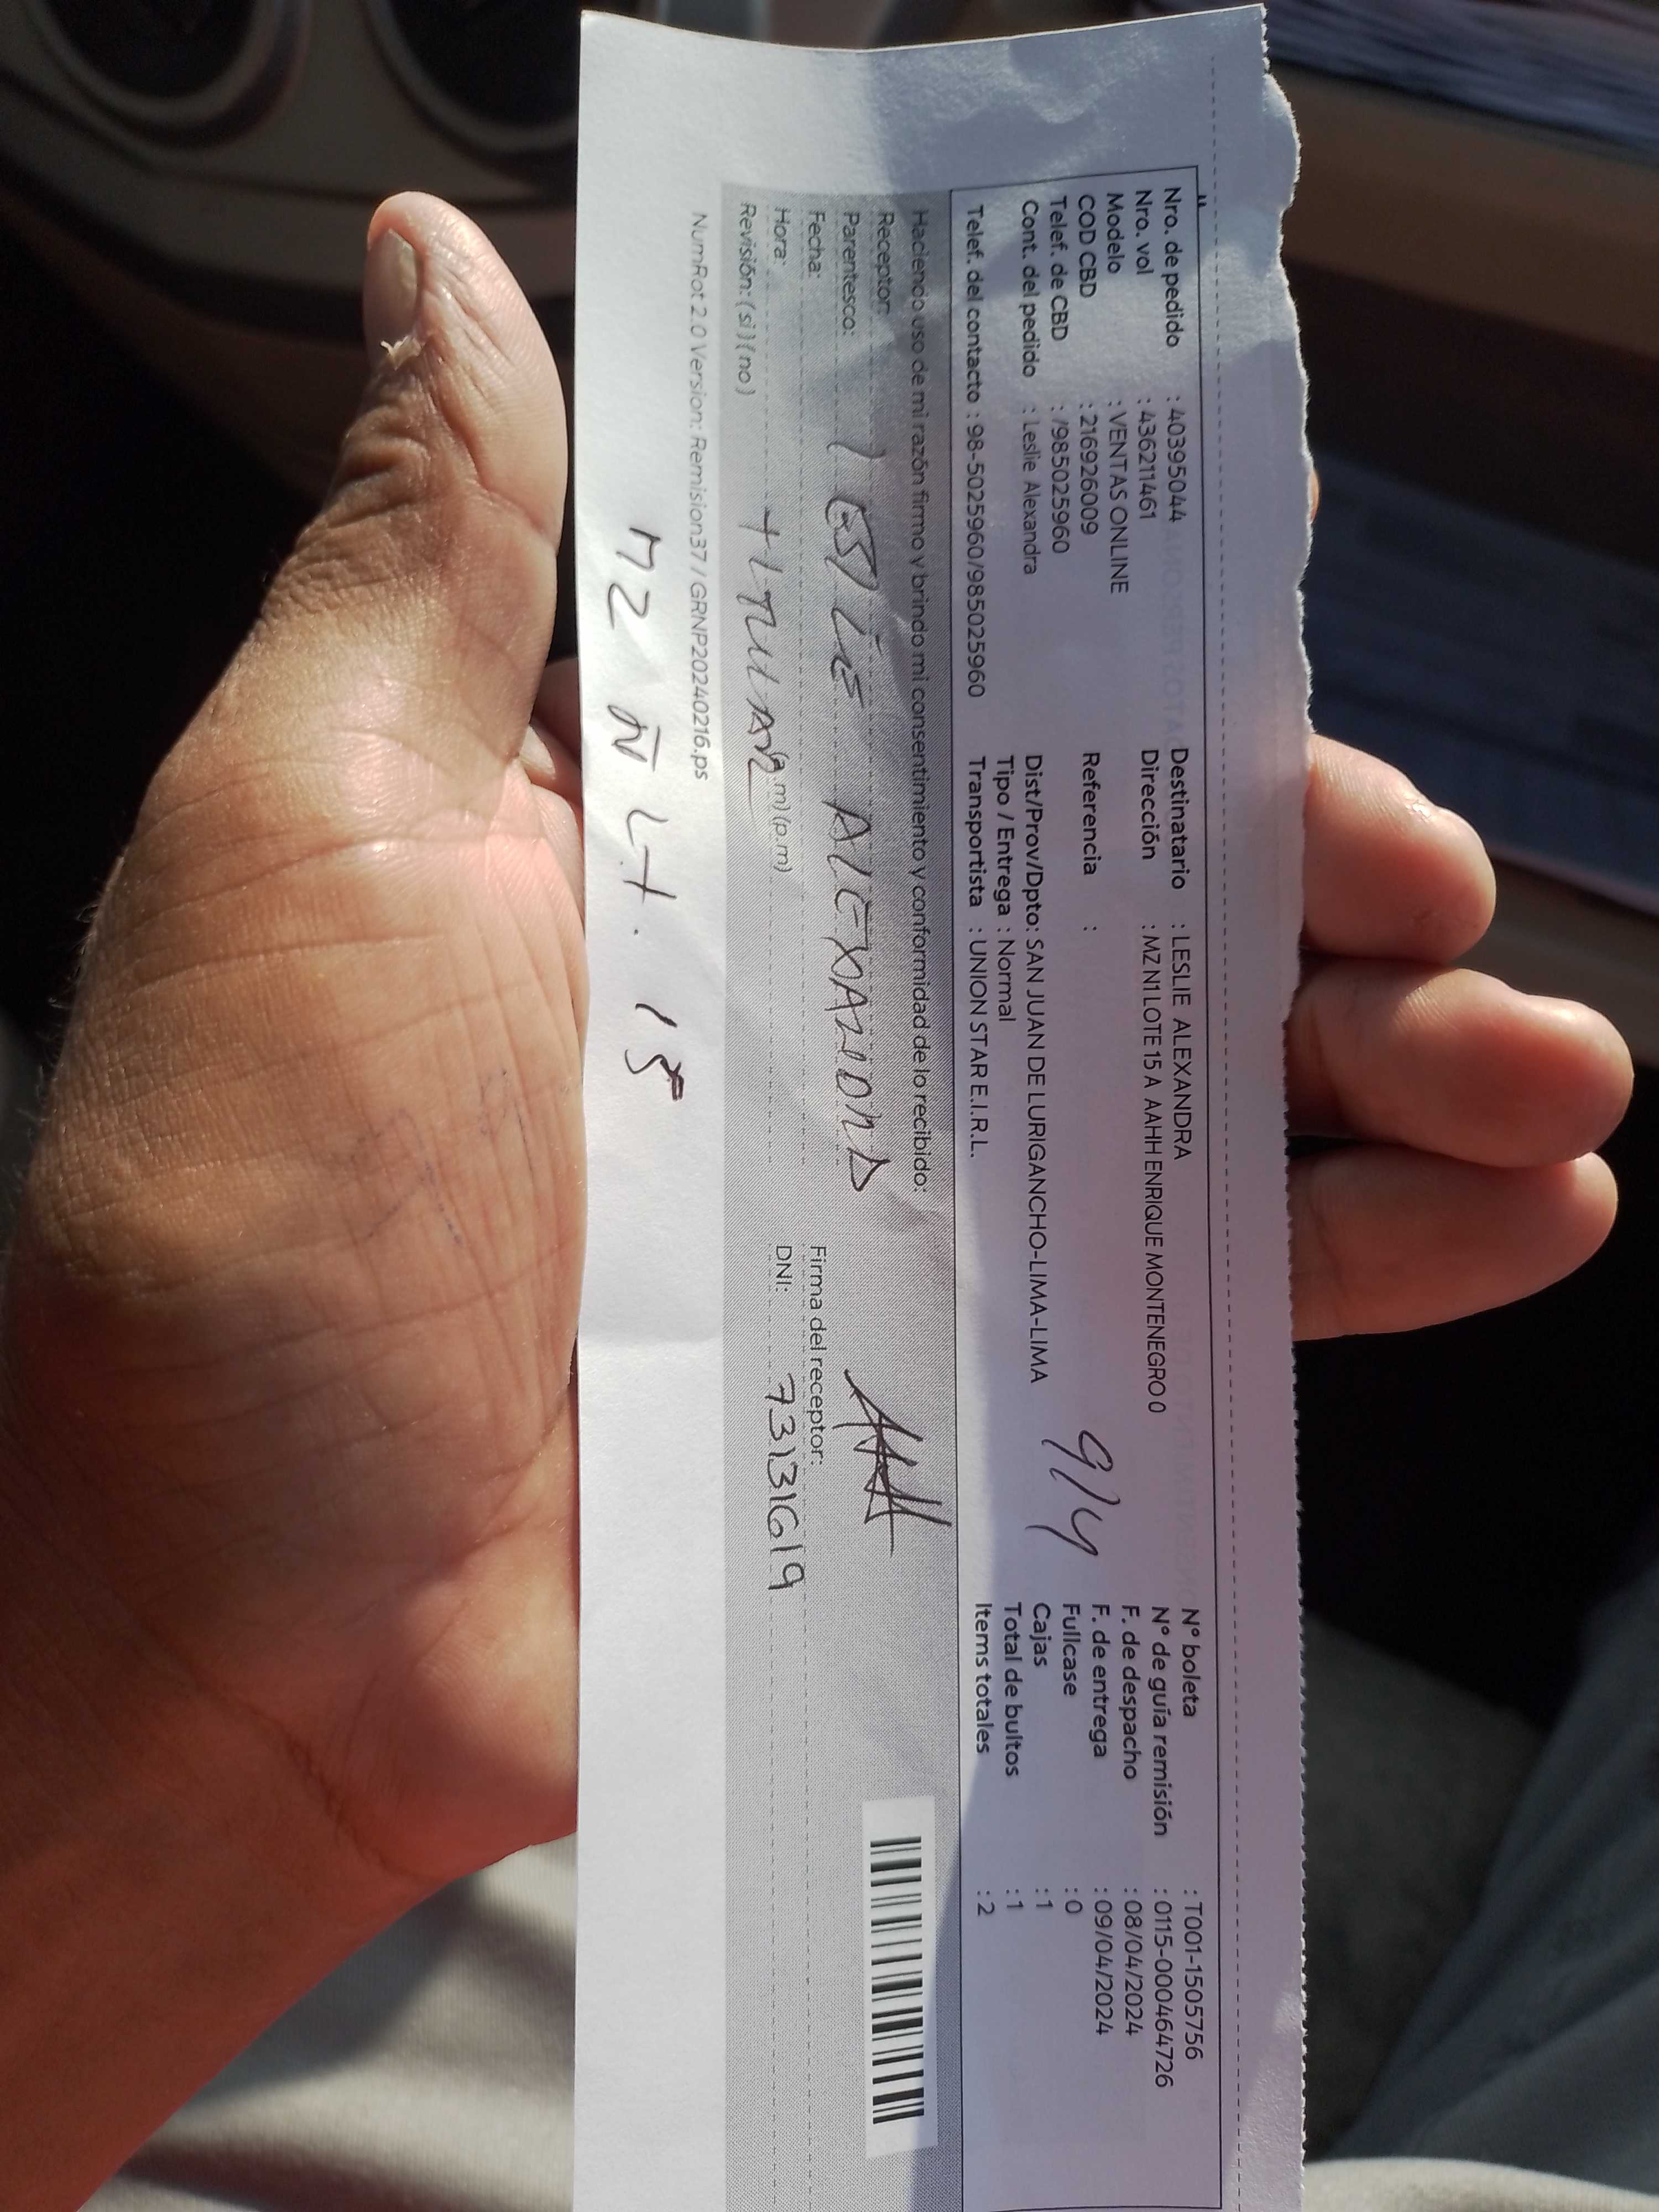 Nro. de pedido : 40395044
Nro. vol : 436211461
Modelo : VENTAS ONLINE
COD CBD : 216926009
Telef. de CBD : /985025960
Cont. del pedido : Leslie Alexandra
Telef. del contacto : 98-5025960/985025960
Destinatario : LESLIE ALEXANDRA
Dirección : MZ N1 LOTE 15 A AAHH ENRIQUE MONTENEGRO 0
Referencia :
Dist/Prov/Dpto: SAN JUAN DE LURIGANCHO-LIMA-LIMA
Tipo / Entrega : Normal
Transportista : UNION STAR E.I.R.L.
9/4
N° boleta : T001-1505756
N° de guía remisión : 0115-000464726
F. de despacho : 08/04/2024
F. de entrega : 09/04/2024
Fullcase : 0
Cajas : 1
Total de bultos : 1
Items totales : 2
Haciendo uso de mi razón firmo y brindo mi consentimiento y conformidad de lo recibido:
Receptor:
Parentesco:
Fecha:
Hora: (a.m) (p.m)
Revisión: (si) (no)
Firma del receptor:
DNI: 73131619
NumRot 2.0 Version: Remision37 / GRNP20240216.ps
MZ Ñ Lt. 15